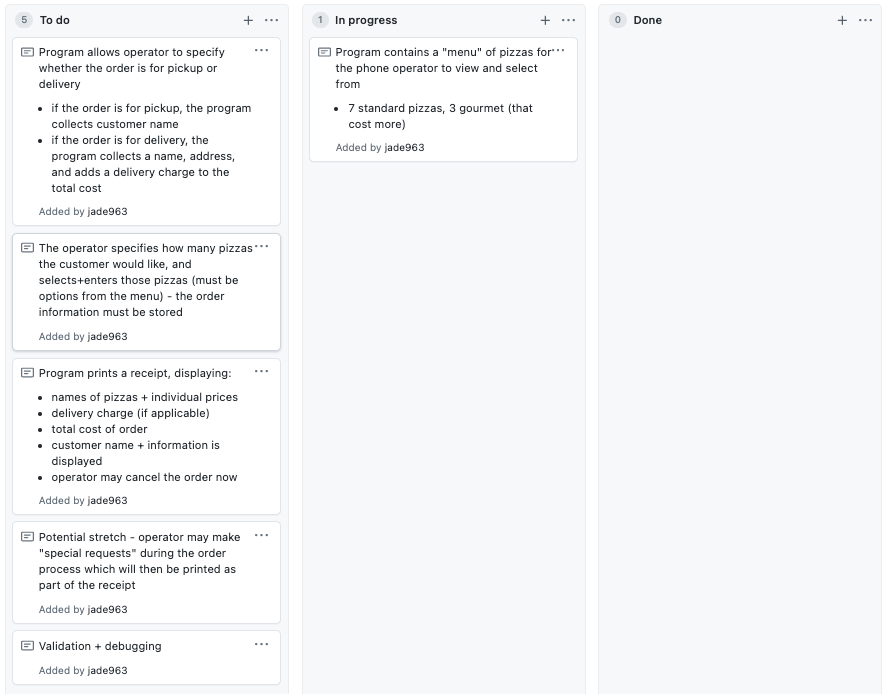 5 To do
Program allows operator to specify
whether the order is for pickup or
delivery
if the order is for pickup, the program
collects customer name
if the order is for delivery, the
program collects a name, address,
and adds a delivery charge to the
total cost
Added by jade963
The operator specifies how many pizzas
the customer would like, and
selects+enters those pizzas (must be
options from the menu) - the order
information must be stored
Added by jade963
Program prints a receipt, displaying:
names of pizzas + individual prices
delivery charge (if applicable)
total cost of order
customer name + information is
displayed
operator may cancel the order now
Added by jade963
Potential stretch - operator may make
"special requests" during the order
process which will then be printed as
part of the receipt
Added by jade963
Validation + debugging
Added by jade963
1 In progress
Program contains a "menu" of pizzas for
the phone operator to view and select
from
7 standard pizzas, 3 gourmet (that
cost more)
Added by jade963
0 Done